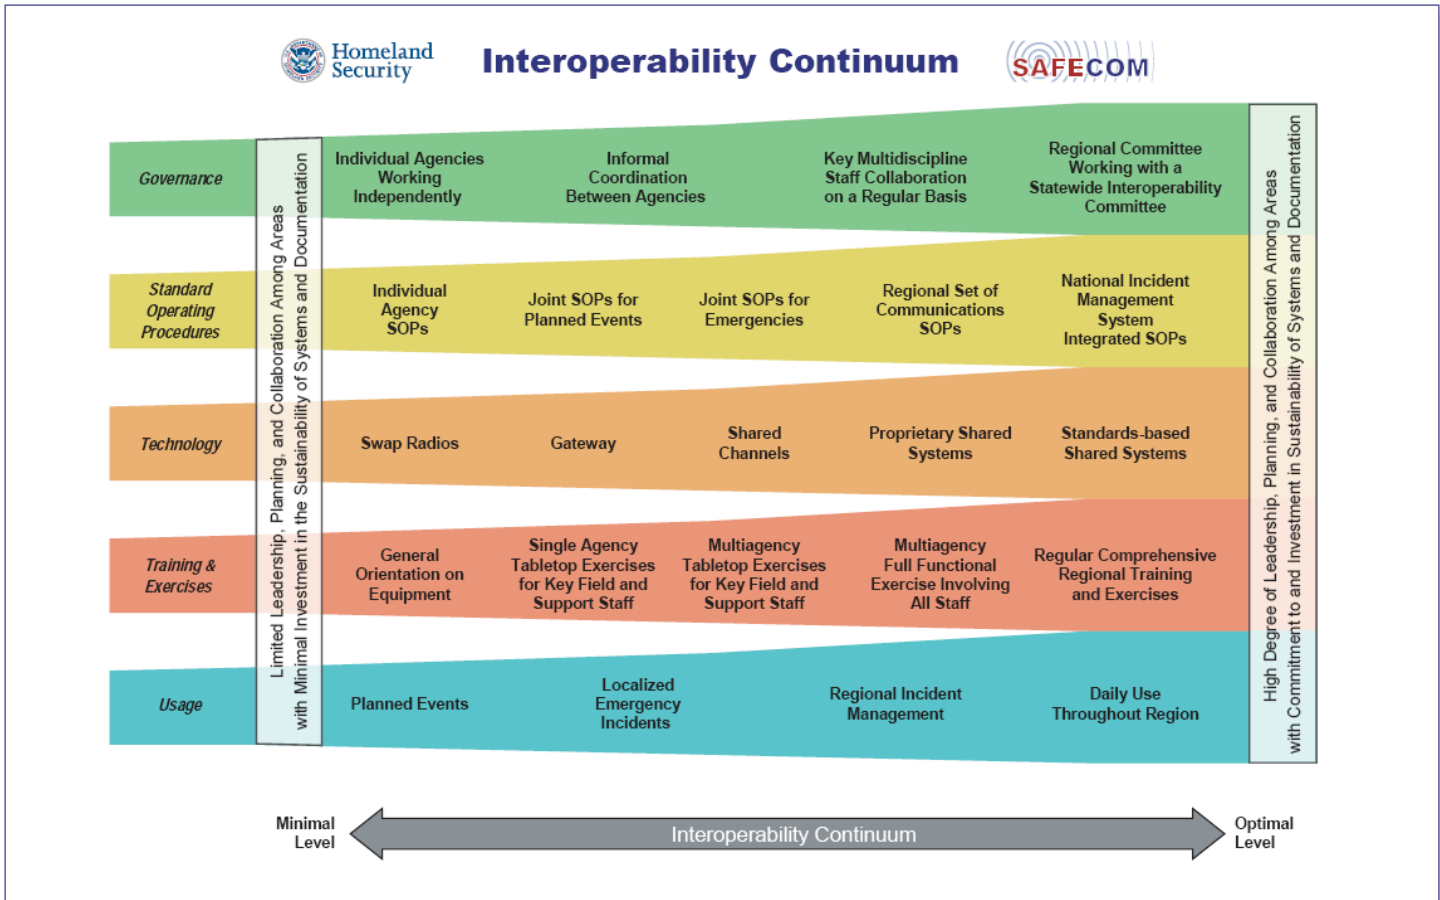 Homeland
Security
Interoperability Continuum
SAFECOM
Limited Leadership, Planning, and Collaboration Among Areas
with Minimal Investment in the Sustainability of Systems and Documentation
High Degree of Leadership, Planning, and Collaboration Among Areas
with Commitment to and Investment in Sustainability of Systems and Documentation
Governance
Individual Agencies
Working
Independently
Informal
Coordination
Between Agencies
Key Multidiscipline
Staff Collaboration
on a Regular Basis
Regional Committee
Working with a
Statewide Interoperability
Committee
Standard
Operating
Procedures
Individual
Agency
SOPs
Joint SOPs for
Planned Events
Joint SOPs for
Emergencies
Regional Set of
Communications
SOPs
National Incident
Management
System
Integrated SOPs
Technology
Swap Radios
Gateway
Shared
Channels
Proprietary Shared
Systems
Standards-based
Shared Systems
Training &
Exercises
General
Orientation on
Equipment
Single Agency
Tabletop Exercises
for Key Field and
Support Staff
Multiagency
Tabletop Exercises
for Key Field and
Support Staff
Multiagency
Full Functional
Exercise Involving
All Staff
Regular Comprehensive
Regional Training
and Exercises
Usage
Planned Events
Localized
Emergency
Incidents
Regional Incident
Management
Daily Use
Throughout Region
Minimal
Level
Interoperability Continuum
Optimal
Level